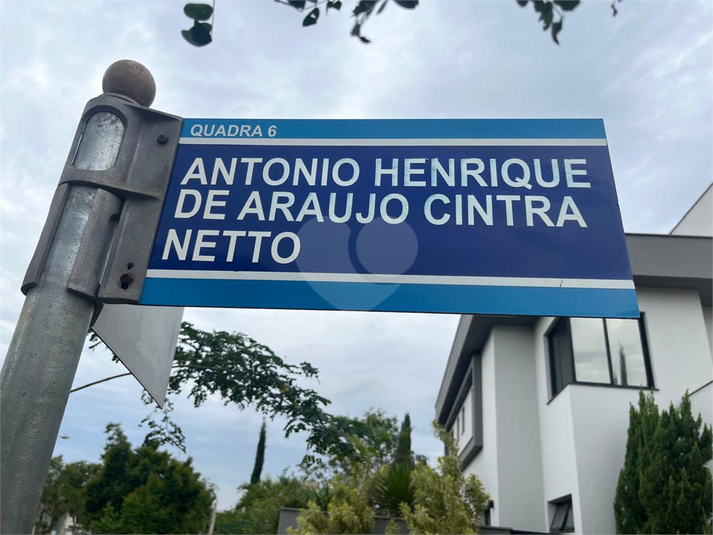 QUADRA 6
ANTONIO HENRIQUE
DE ARAUJO CINTRA
NETTO